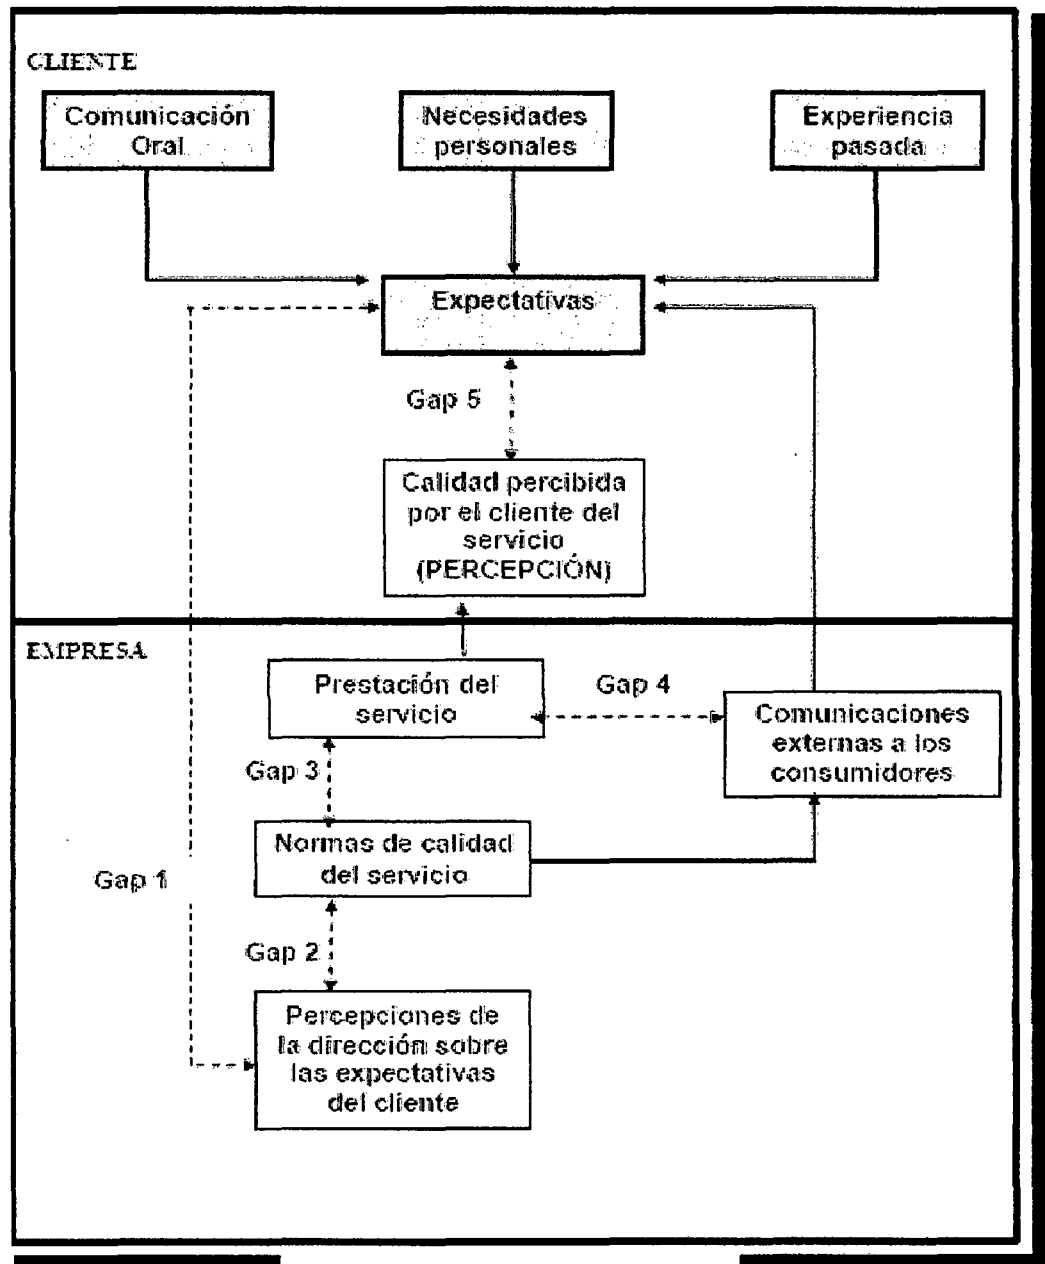 CLIENTE
Comunicación
Oral
Necesidades
personales
Experiencia
pasada
Expectativas
Gap 5
Calidad percibida
por el cliente del
servicio
(PERCEPCIÓN)
EMPRESA
Prestación del
servicio
Gap 4
Comunicaciones
externas a los
consumidores
Gap 3
Normas de calidad
del servicio
Gap 1
Gap 2
Percepciones de
la dirección sobre
las expectativas
del cliente